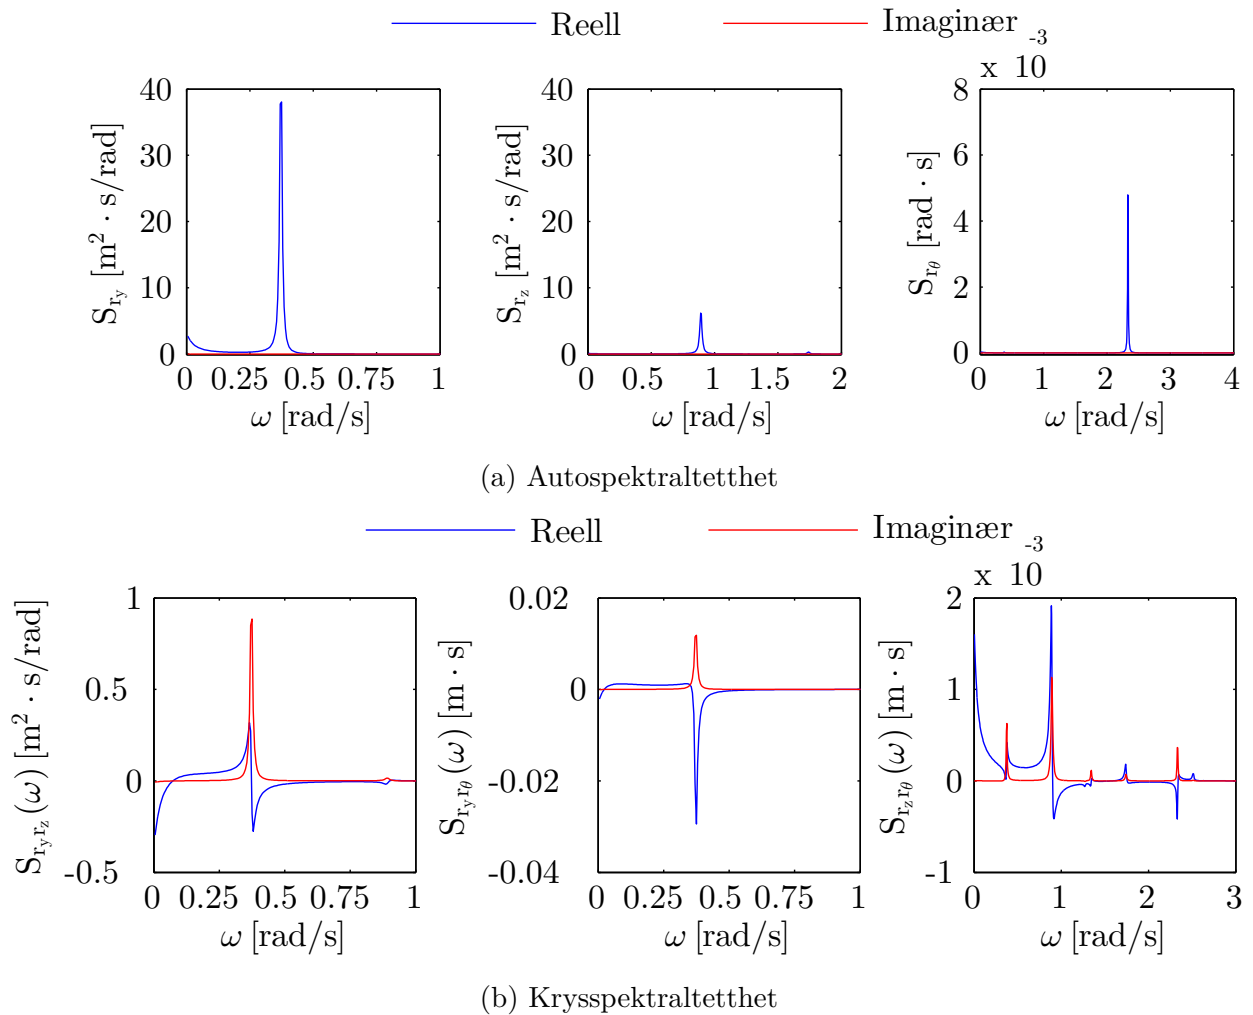 Reell Imaginær
x 10^-3
40 40 8
30 30 6
20 20 4
10 10 2
0 0 0
S_{r_y} [m² · s/rad] S_{r_z} [m² · s/rad] S_{r_θ} [rad · s]
0 0.25 0.5 0.75 1 0 0.5 1 1.5 2 0 1 2 3 4
ω [rad/s] ω [rad/s] ω [rad/s]
(a) Autospektraltetthet
Reell Imaginær
x 10^-3
1 0.02 2
0.5 0 1
0 -0.02 0
-0.5 -0.04 -1
S_{r_y r_z}(ω) [m² · s/rad] S_{r_y r_θ}(ω) [m · s] S_{r_z r_θ}(ω) [m · s]
0 0.25 0.5 0.75 1 0 0.25 0.5 0.75 1 0 1 2 3
ω [rad/s] ω [rad/s] ω [rad/s]
(b) Krysspektraltetthet